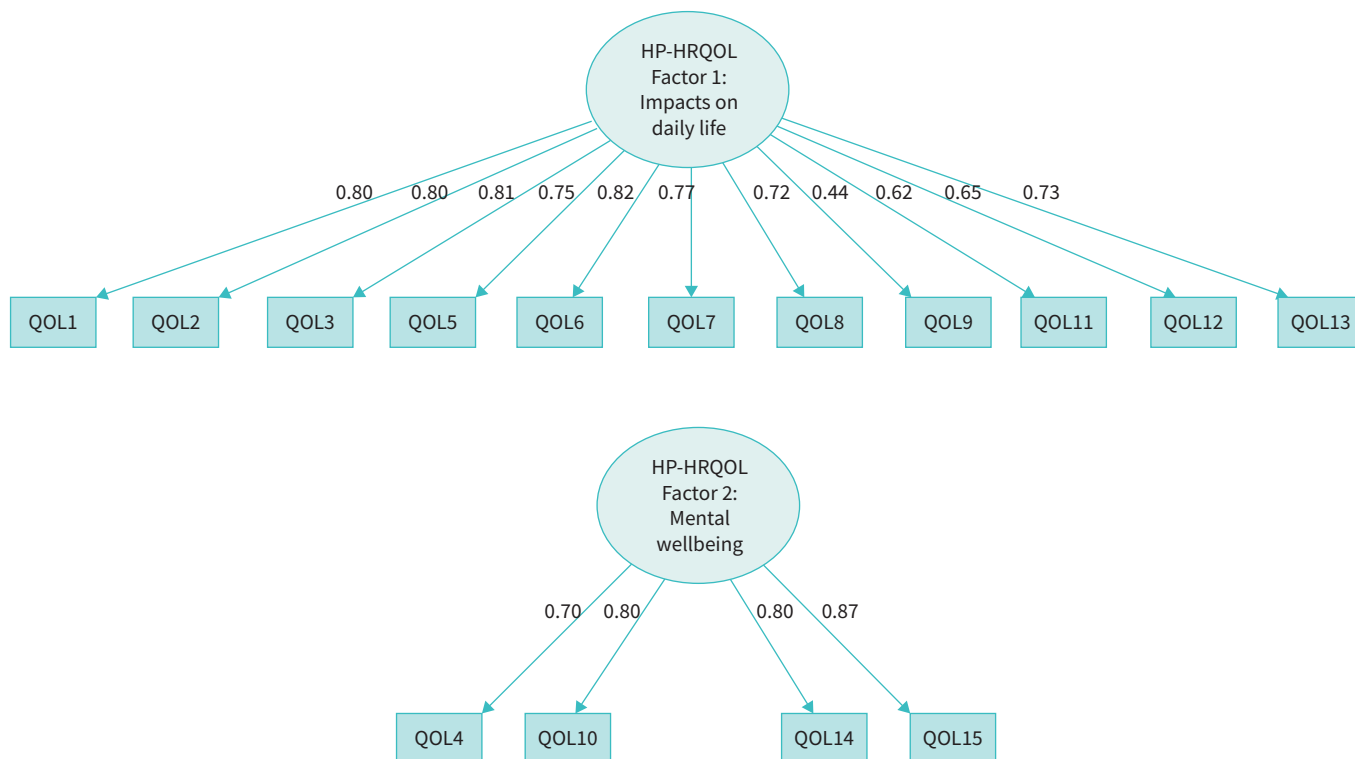 HP-HRQOL
Factor 1:
Impacts on
daily life
0.80 0.80 0.81 0.75 0.82 0.77 0.72 0.44 0.62 0.65 0.73
QOL1 QOL2 QOL3 QOL5 QOL6 QOL7 QOL8 QOL9 QOL11 QOL12 QOL13
HP-HRQOL
Factor 2:
Mental
wellbeing
0.70 0.80 0.80 0.87
QOL4 QOL10 QOL14 QOL15